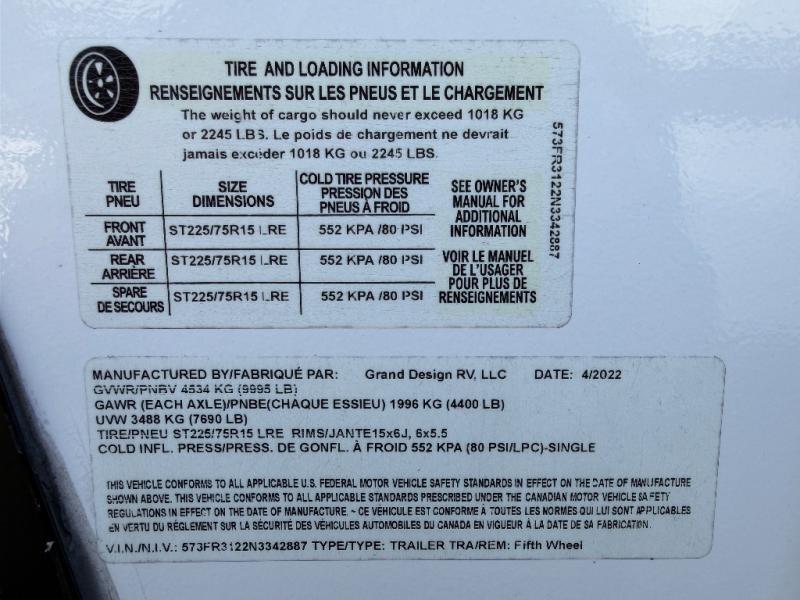 TIRE AND LOADING INFORMATION
RENSEIGNEMENTS SUR LES PNEUS ET LE CHARGEMENT
The weight of cargo should never exceed 1018 KG
or 2245 LBS. Le poids de chargement ne devrait
jamais excéder 1018 KG ou 2245 LBS.
TIRE
PNEU
SIZE
DIMENSIONS
COLD TIRE PRESSURE
PRESSION DES
PNEUS À FROID
SEE OWNER'S
MANUAL FOR
ADDITIONAL
INFORMATION
FRONT
AVANT
ST225/75R15 LRE
552 KPA /80 PSI
REAR
ARRIÈRE
ST225/75R15 LRE
552 KPA /80 PSI
VOIR LE MANUEL
DE L'USAGER
POUR PLUS DE
RENSEIGNEMENTS
SPARE
DE SECOURS
ST225/75R15 LRE
552 KPA /80 PSI
573FR3122N3342887
MANUFACTURED BY/FABRIQUÉ PAR: Grand Design RV, LLC DATE: 4/2022
GVWR/PNBV 4534 KG (9995 LB)
GAWR (EACH AXLE)/PNBE(CHAQUE ESSIEU) 1996 KG (4400 LB)
UVW 3488 KG (7690 LB)
TIRE/PNEU ST225/75R15 LRE RIMS/JANTE15x6J, 6x5.5
COLD INFL. PRESS/PRESS. DE GONFL. À FROID 552 KPA (80 PSI/LPC)-SINGLE
THIS VEHICLE CONFORMS TO ALL APPLICABLE U.S. FEDERAL MOTOR VEHICLE SAFETY STANDARDS IN EFFECT ON THE DATE OF MANUFACTURE
SHOWN ABOVE. THIS VEHICLE CONFORMS TO ALL APPLICABLE STANDARDS PRESCRIBED UNDER THE CANADIAN MOTOR VEHICLE SAFETY
REGULATIONS IN EFFECT ON THE DATE OF MANUFACTURE. ~ CE VÉHICULE EST CONFORME À TOUTES LES NORMES QUI LUI SONT APPLICABLES
EN VERTU DU RÈGLEMENT SUR LA SÉCURITÉ DES VÉHICULES AUTOMOBILES DU CANADA EN VIGUEUR À LA DATE DE SA FABRICATION.
V.I.N./N.I.V.: 573FR3122N3342887 TYPE/TYPE: TRAILER TRA/REM: Fifth Wheel